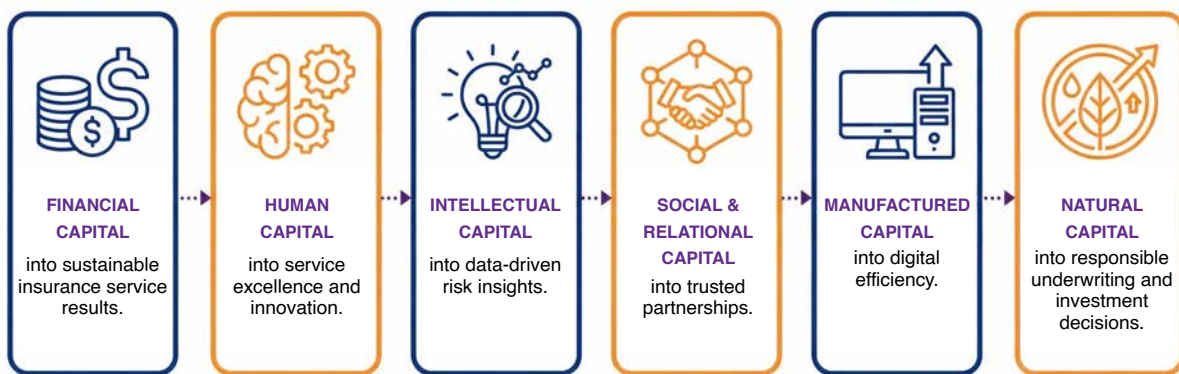 FINANCIAL
CAPITAL
into sustainable
insurance service
results.
HUMAN
CAPITAL
into service
excellence and
innovation.
INTELLECTUAL
CAPITAL
into data-driven
risk insights.
SOCIAL &
RELATIONAL
CAPITAL
into trusted
partnerships.
MANUFACTURED
CAPITAL
into digital
efficiency.
NATURAL
CAPITAL
into responsible
underwriting and
investment
decisions.